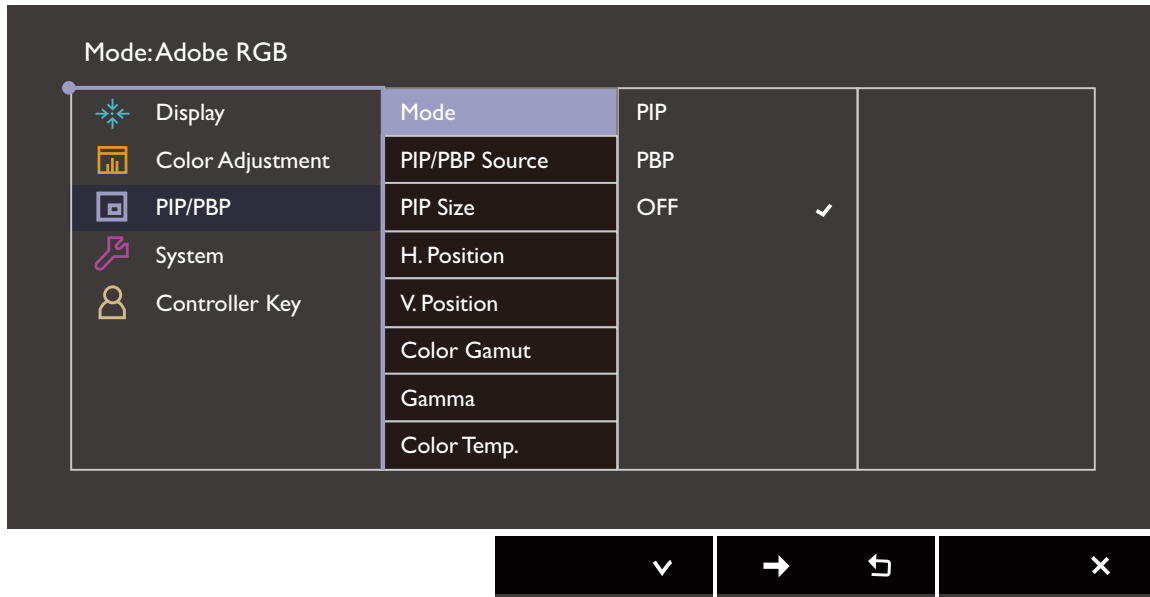 Mode: Adobe RGB
Display
Color Adjustment
PIP/PBP
System
Controller Key
Mode
PIP/PBP Source
PIP Size
H. Position
V. Position
Color Gamut
Gamma
Color Temp.
PIP
PBP
OFF